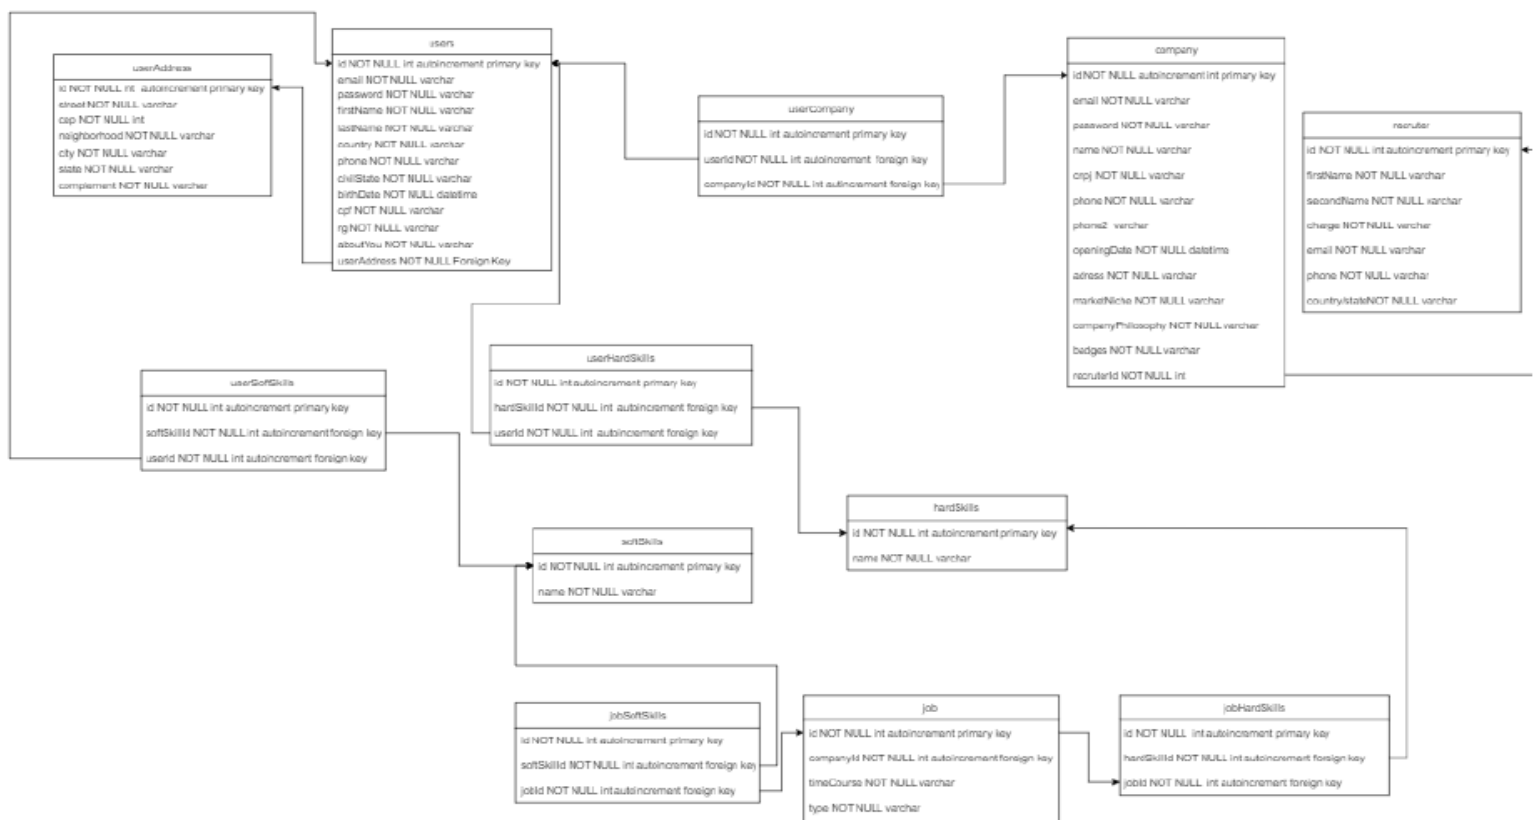 users
id NOT NULL int autoincrement primary key
email NOT NULL varchar
password NOT NULL varchar
firstName NOT NULL varchar
lastName NOT NULL varchar
country NOT NULL varchar
phone NOT NULL varchar
civilState NOT NULL varchar
birthDate NOT NULL datetime
cpf NOT NULL varchar
rg NOT NULL varchar
aboutYou NOT NULL varchar
userAddress NOT NULL Foreign Key
userAddress
id NOT NULL int autoincrement primary key
street NOT NULL varchar
cep NOT NULL int
neighborhood NOT NULL varchar
city NOT NULL varchar
state NOT NULL varchar
complement NOT NULL varchar
userCompany
id NOT NULL int autoincrement primary key
userId NOT NULL int autoincrement foreign key
companyId NOT NULL int autincrement foreign key
company
id NOT NULL autoincrement int primary key
email NOT NULL varchar
password NOT NULL varchar
name NOT NULL varchar
cnpj NOT NULL varchar
phone NOT NULL varchar
phone2 varcher
openingDate NOT NULL datetime
adress NOT NULL varchar
marketNiche NOT NULL varchar
companyPhilosophy NOT NULL varchar
badges NOT NULL varchar
recruterId NOT NULL int
recruter
id NOT NULL int autoincrement primary key
firstName NOT NULL varchar
secondName NOT NULL varchar
charge NOT NULL varcher
email NOT NULL varchar
phone NOT NULL varchar
country/stateNOT NULL varchar
userSoftSkills
id NOT NULL int autoincrement primary key
softSkillId NOT NULL int autoincrement foreign key
userId NOT NULL int autoincrement foreign key
userHardSkills
id NOT NULL int autoincrement primary key
hardSkillId NOT NULL int autoincrement foreign key
userId NOT NULL int autoincrement foreign key
softSkills
id NOT NULL int autoincrement primary key
name NOT NULL varchar
hardSkills
id NOT NULL int autoincrement primary key
name NOT NULL varchar
jobSoftSkills
id NOT NULL int autoincrement primary key
softSkillId NOT NULL int autoincrement foreign key
jobId NOT NULL int autoincrement foreign key
job
id NOT NULL int autoincrement primary key
companyId NOT NULL int autoincrement foreign key
timeCourse NOT NULL varchar
type NOT NULL varchar
jobHardSkills
id NOT NULL int autoincrement primary key
hardSkillId NOT NULL int autoincrement foreign key
jobId NOT NULL int autoincrement foreign key